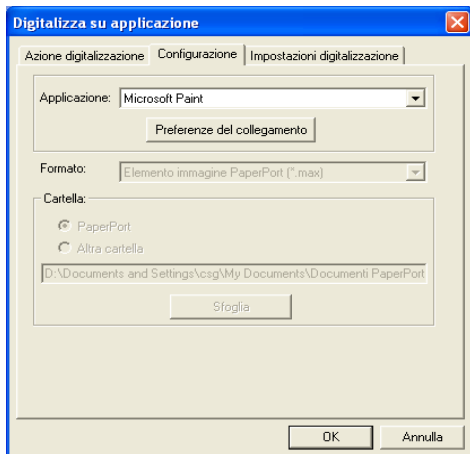 Digitalizza su applicazione
Azione digitalizzazione Configurazione Impostazioni digitalizzazione
Applicazione: Microsoft Paint
Preferenze del collegamento
Formato: Elemento immagine PaperPort (*.max)
Cartella:
PaperPort
Altra cartella
D:\Documents and Settings\csg\My Documents\Documenti PaperPort
Sfoglia
OK Annulla